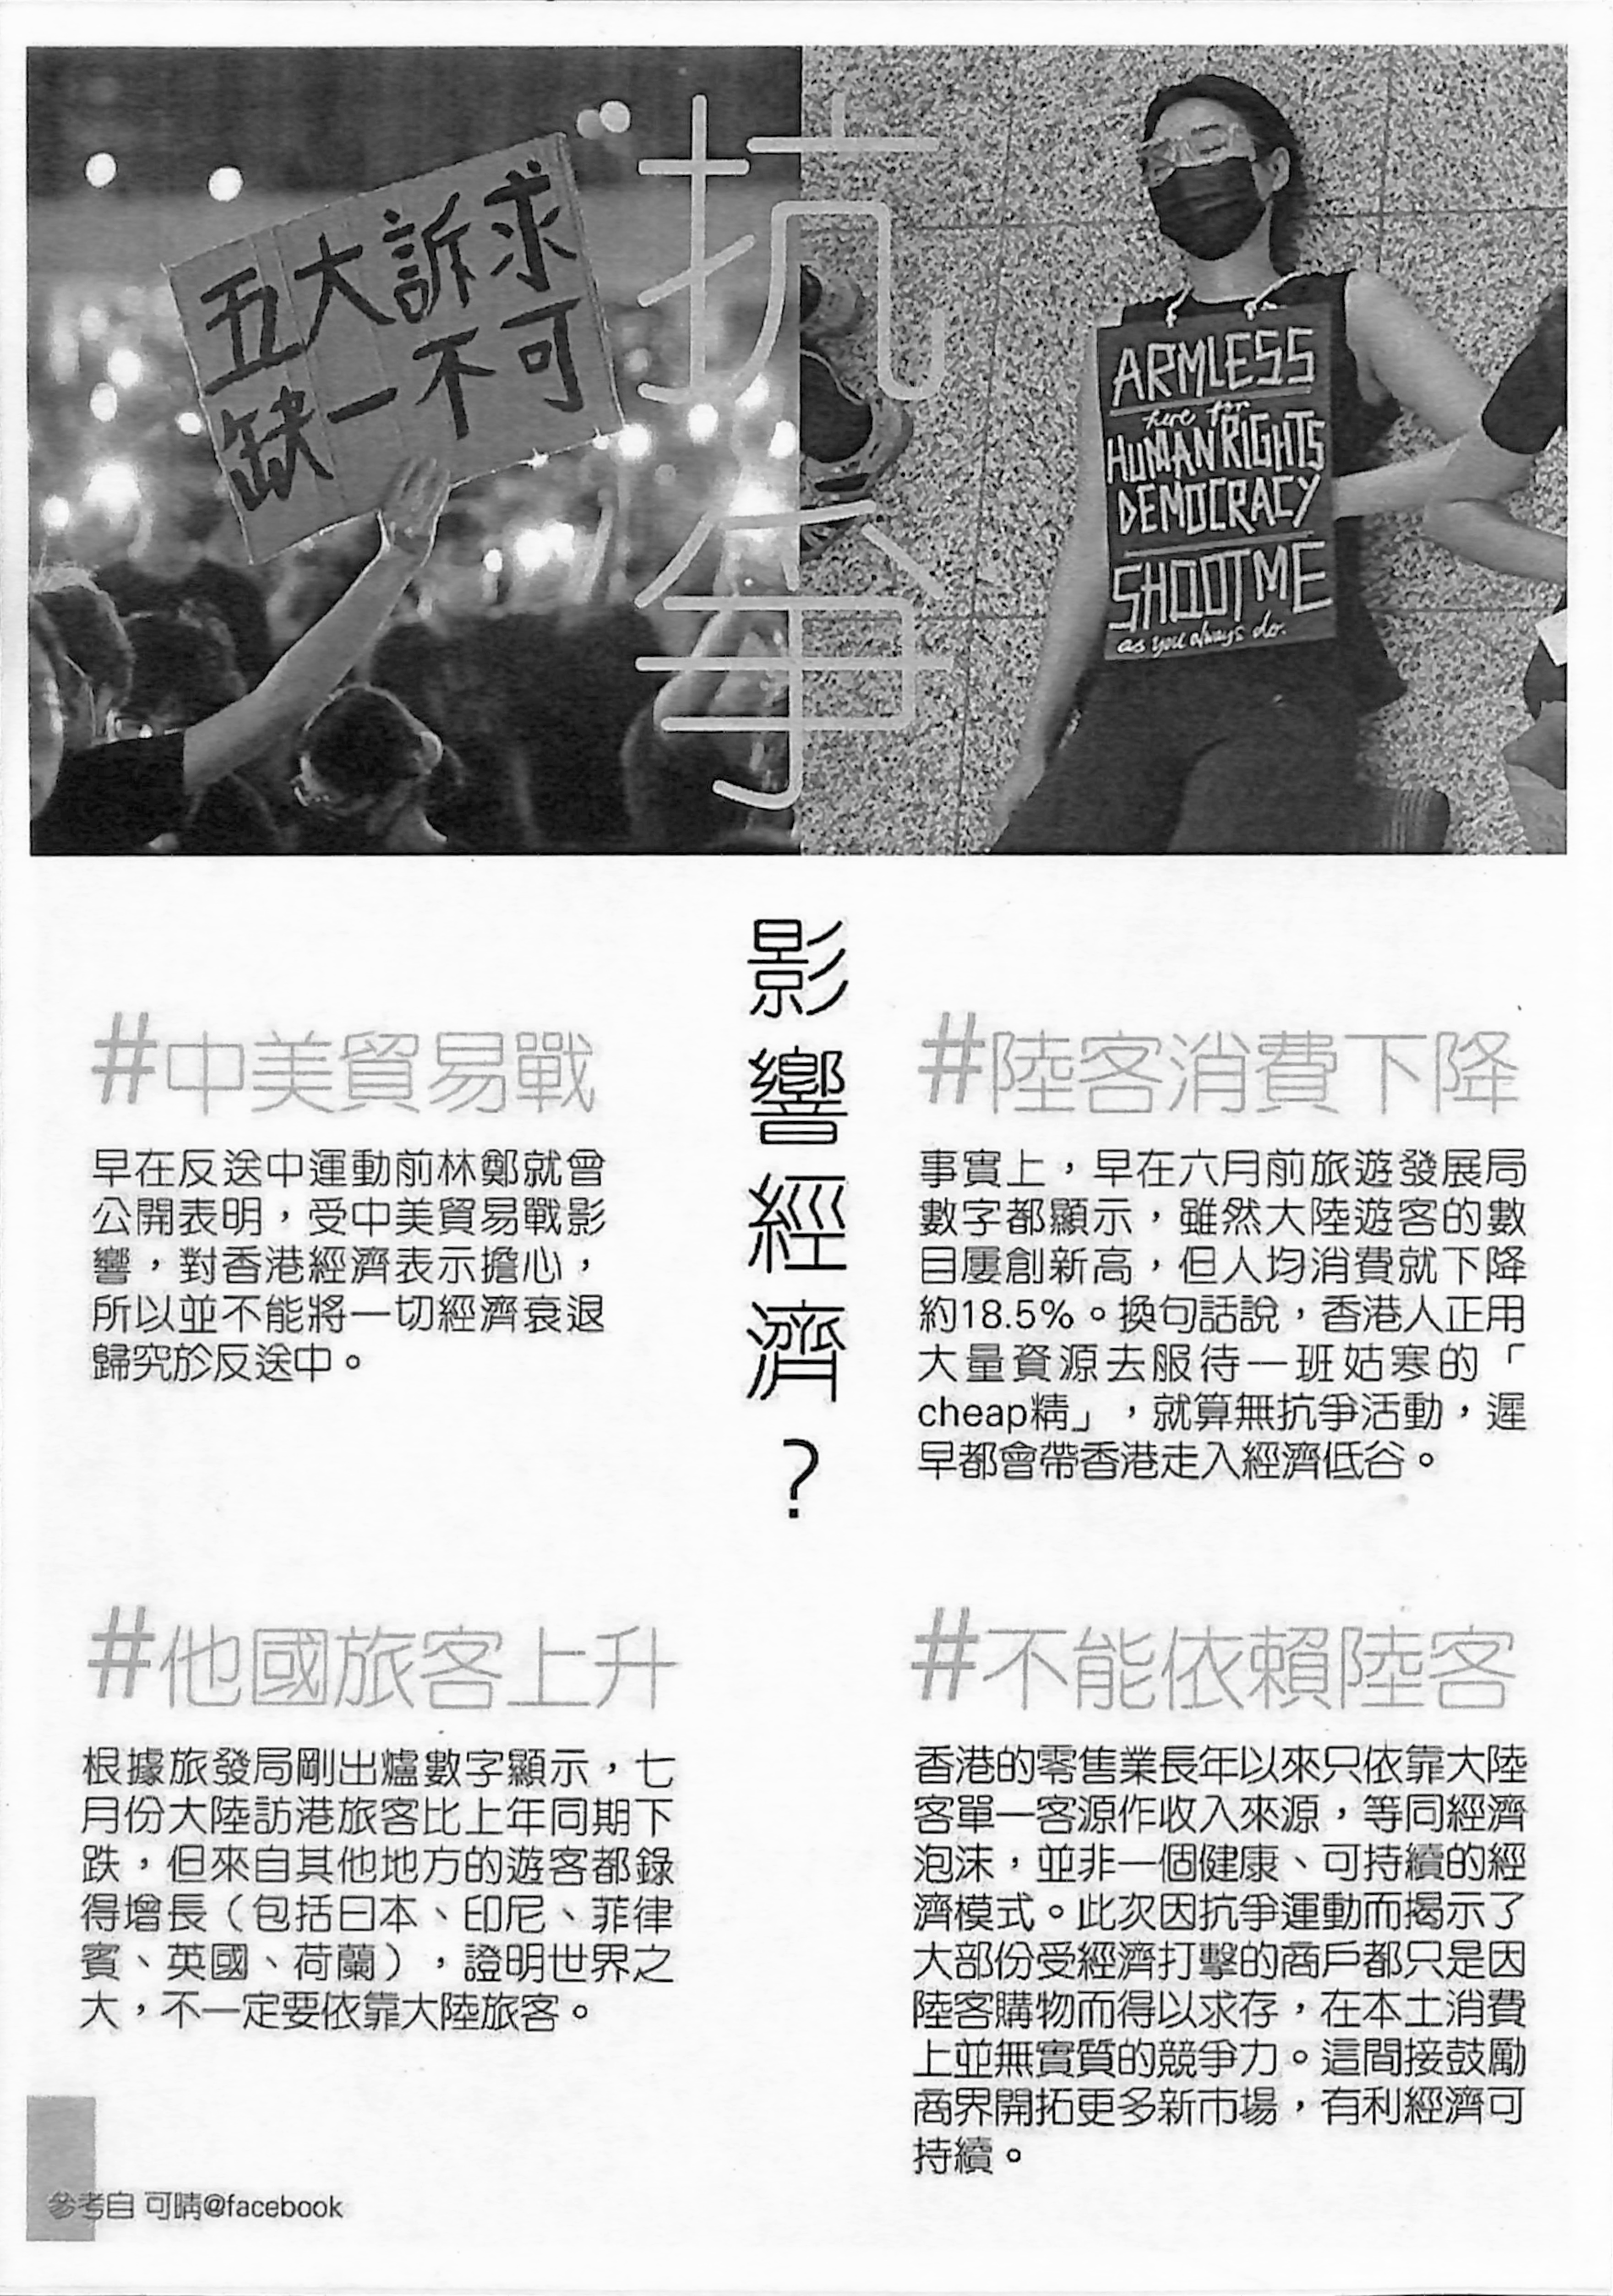 五大訴求
缺一不可
抗爭
ARMLESS
here for
HUMAN RIGHTS
DEMOCRACY
SHOOT ME
as you always do.
影響經濟?
#中美貿易戰
早在反送中運動前林鄭就曾
公開表明，受中美貿易戰影
響，對香港經濟表示擔心，
所以並不能將一切經濟衰退
歸究於反送中。
#陸客消費下降
事實上，早在六月前旅遊發展局
數字都顯示，雖然大陸遊客的數
目屢創新高，但人均消費就下降
約18.5%。換句話說，香港人正用
大量資源去服待一班姑寒的「
cheap精」，就算無抗爭活動，遲
早都會帶香港走入經濟低谷。
#他國旅客上升
根據旅發局剛出爐數字顯示，七
月份大陸訪港旅客比上年同期下
跌，但來自其他地方的遊客都錄
得增長（包括日本、印尼、菲律
賓、英國、荷蘭），證明世界之
大，不一定要依靠大陸旅客。
#不能依賴陸客
香港的零售業長年以來只依靠大陸
客單一客源作收入來源，等同經濟
泡沫，並非一個健康、可持續的經
濟模式。此次因抗爭運動而揭示了
大部份受經濟打擊的商戶都只是因
陸客購物而得以求存，在本土消費
上並無實質的競爭力。這間接鼓勵
商界開拓更多新市場，有利經濟可
持續。
參考自 可晴@facebook